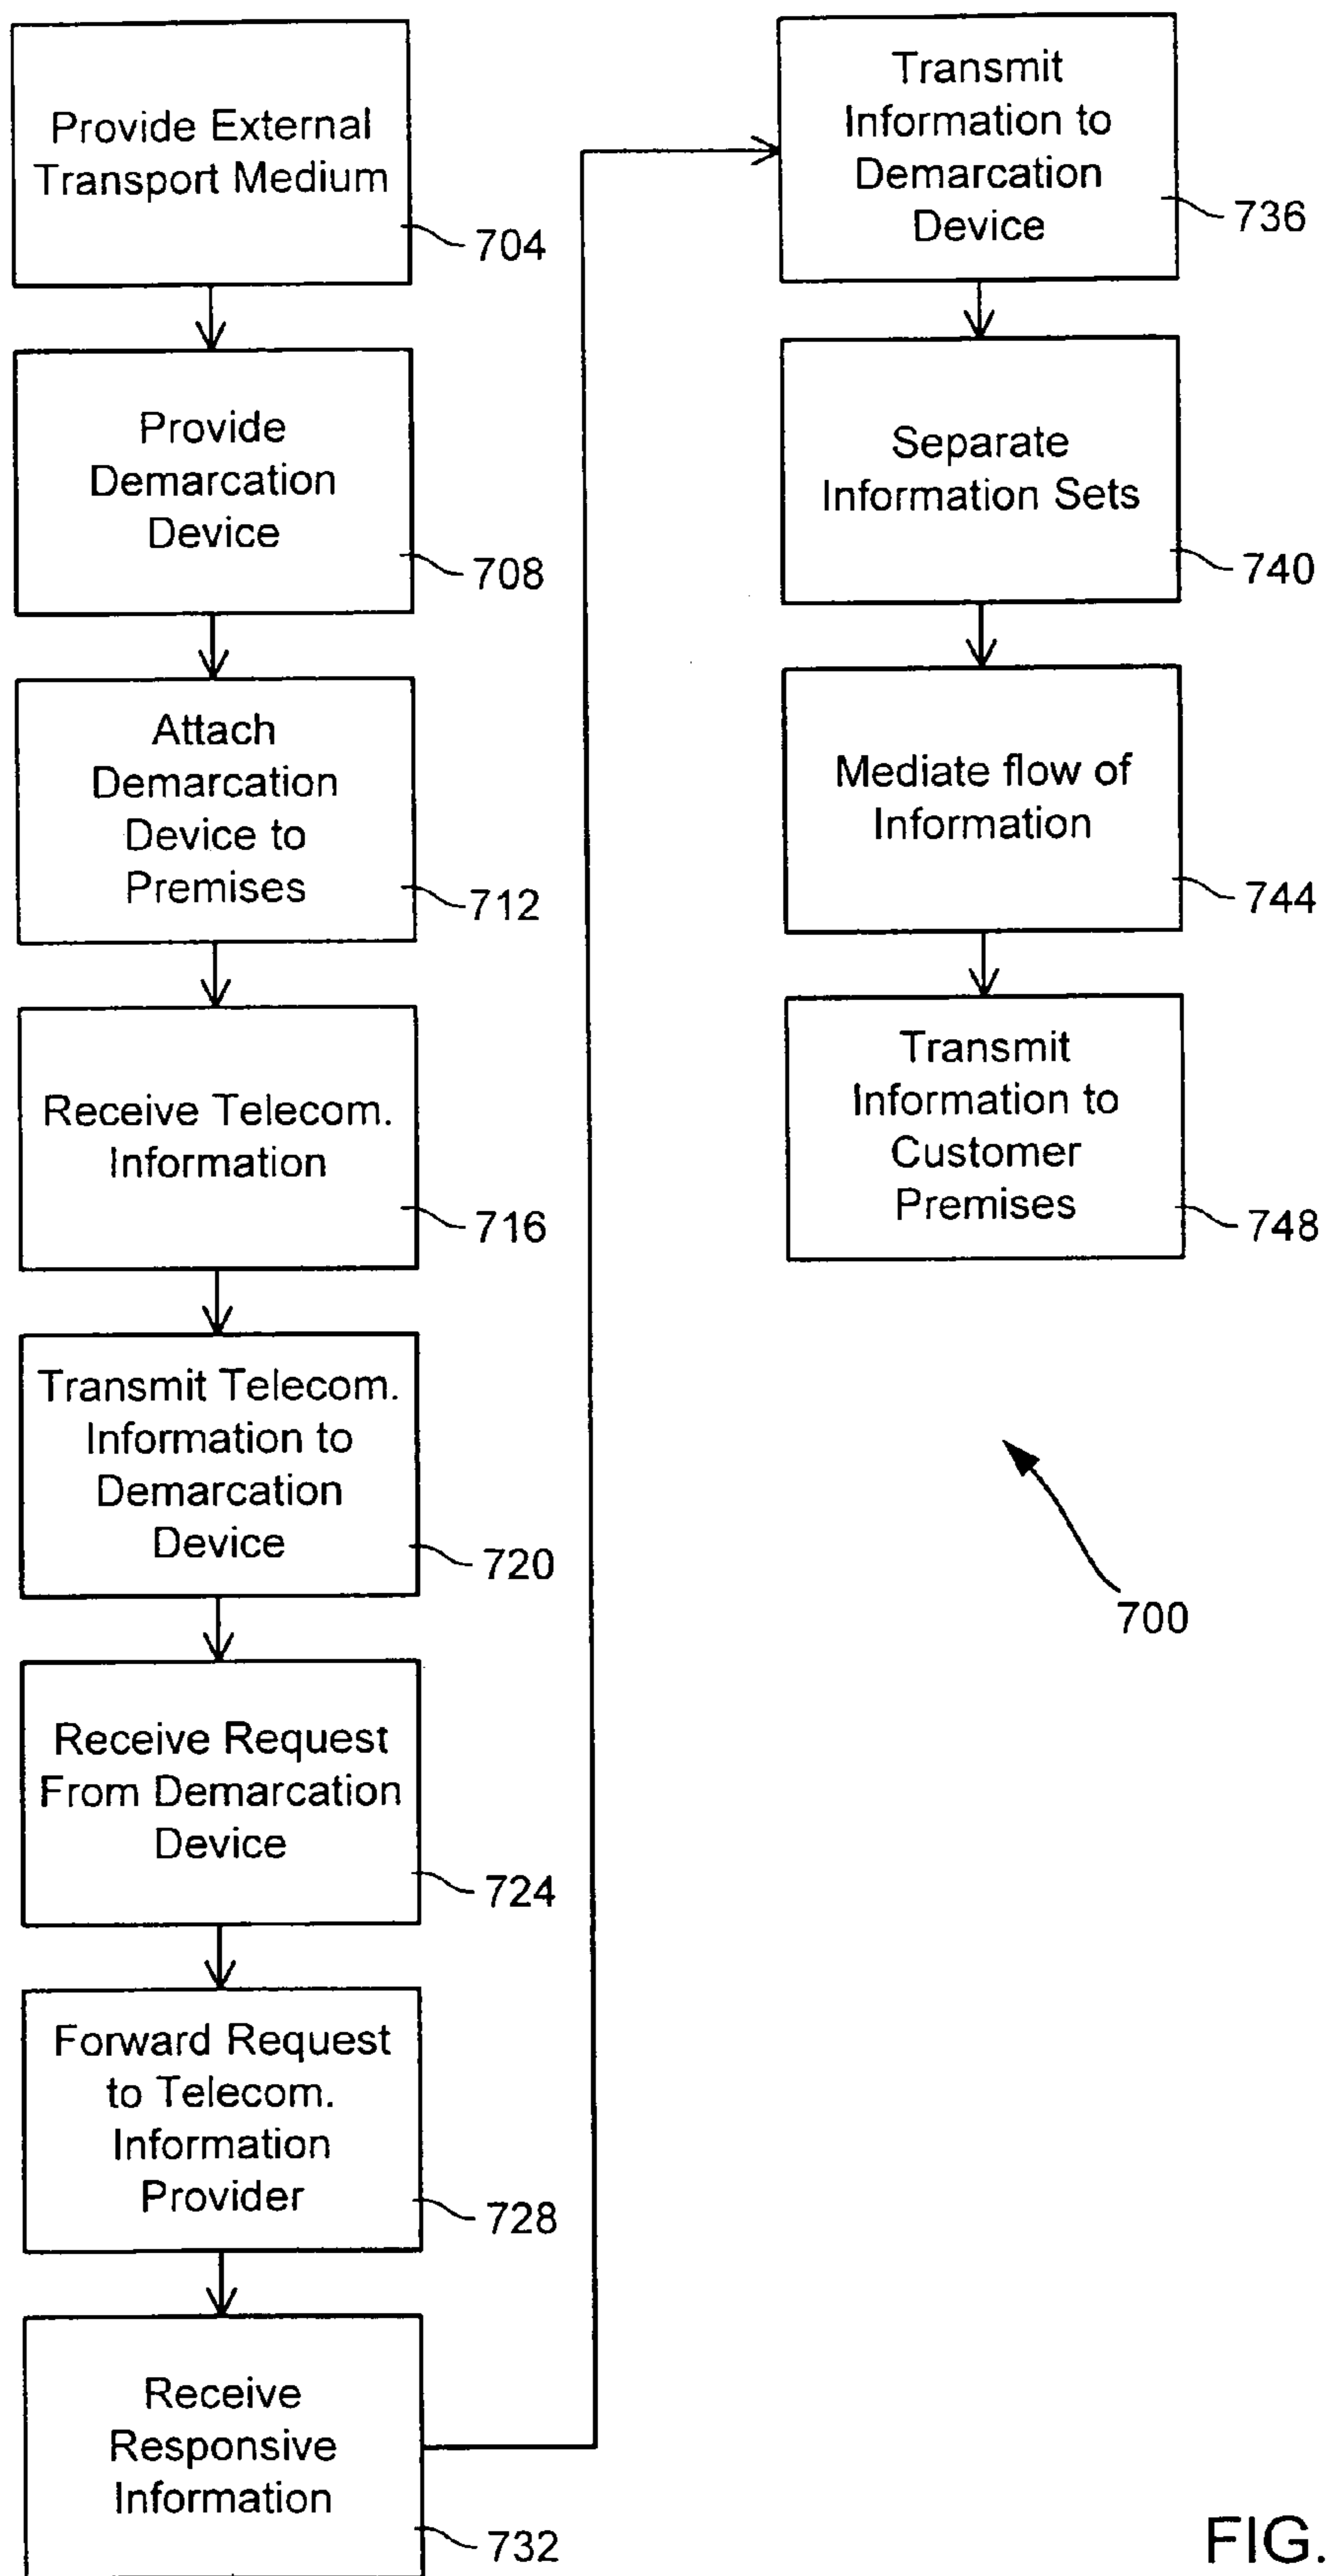 Provide External
Transport Medium
704
Provide
Demarcation
Device
708
Attach
Demarcation
Device to
Premises
712
Receive Telecom.
Information
716
Transmit Telecom.
Information to
Demarcation
Device
720
Receive Request
From Demarcation
Device
724
Forward Request
to Telecom.
Information
Provider
728
Receive
Responsive
Information
732
Transmit
Information to
Demarcation
Device
736
Separate
Information Sets
740
Mediate flow of
Information
744
Transmit
Information to
Customer
Premises
748
700
FIG.